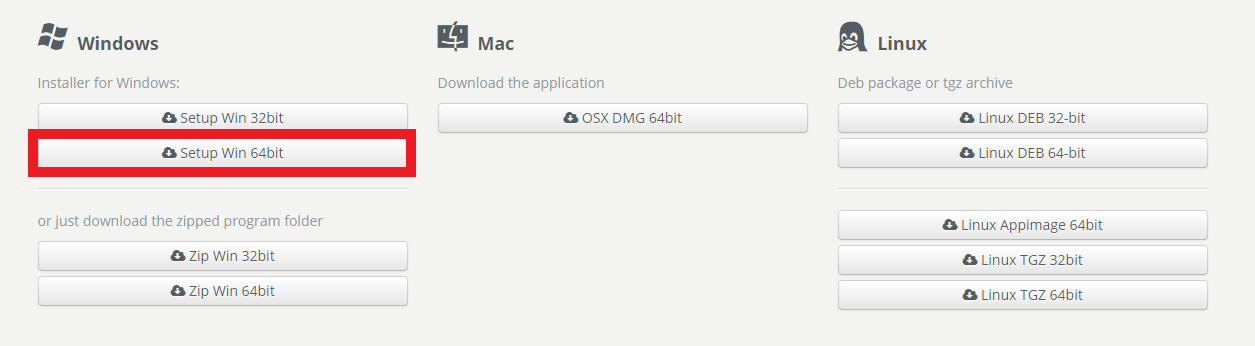 Windows
Installer for Windows:
Setup Win 32bit
Setup Win 64bit
or just download the zipped program folder
Zip Win 32bit
Zip Win 64bit
Mac
Download the application
OSX DMG 64bit
Linux
Deb package or tgz archive
Linux DEB 32-bit
Linux DEB 64-bit
Linux Appimage 64bit
Linux TGZ 32bit
Linux TGZ 64bit